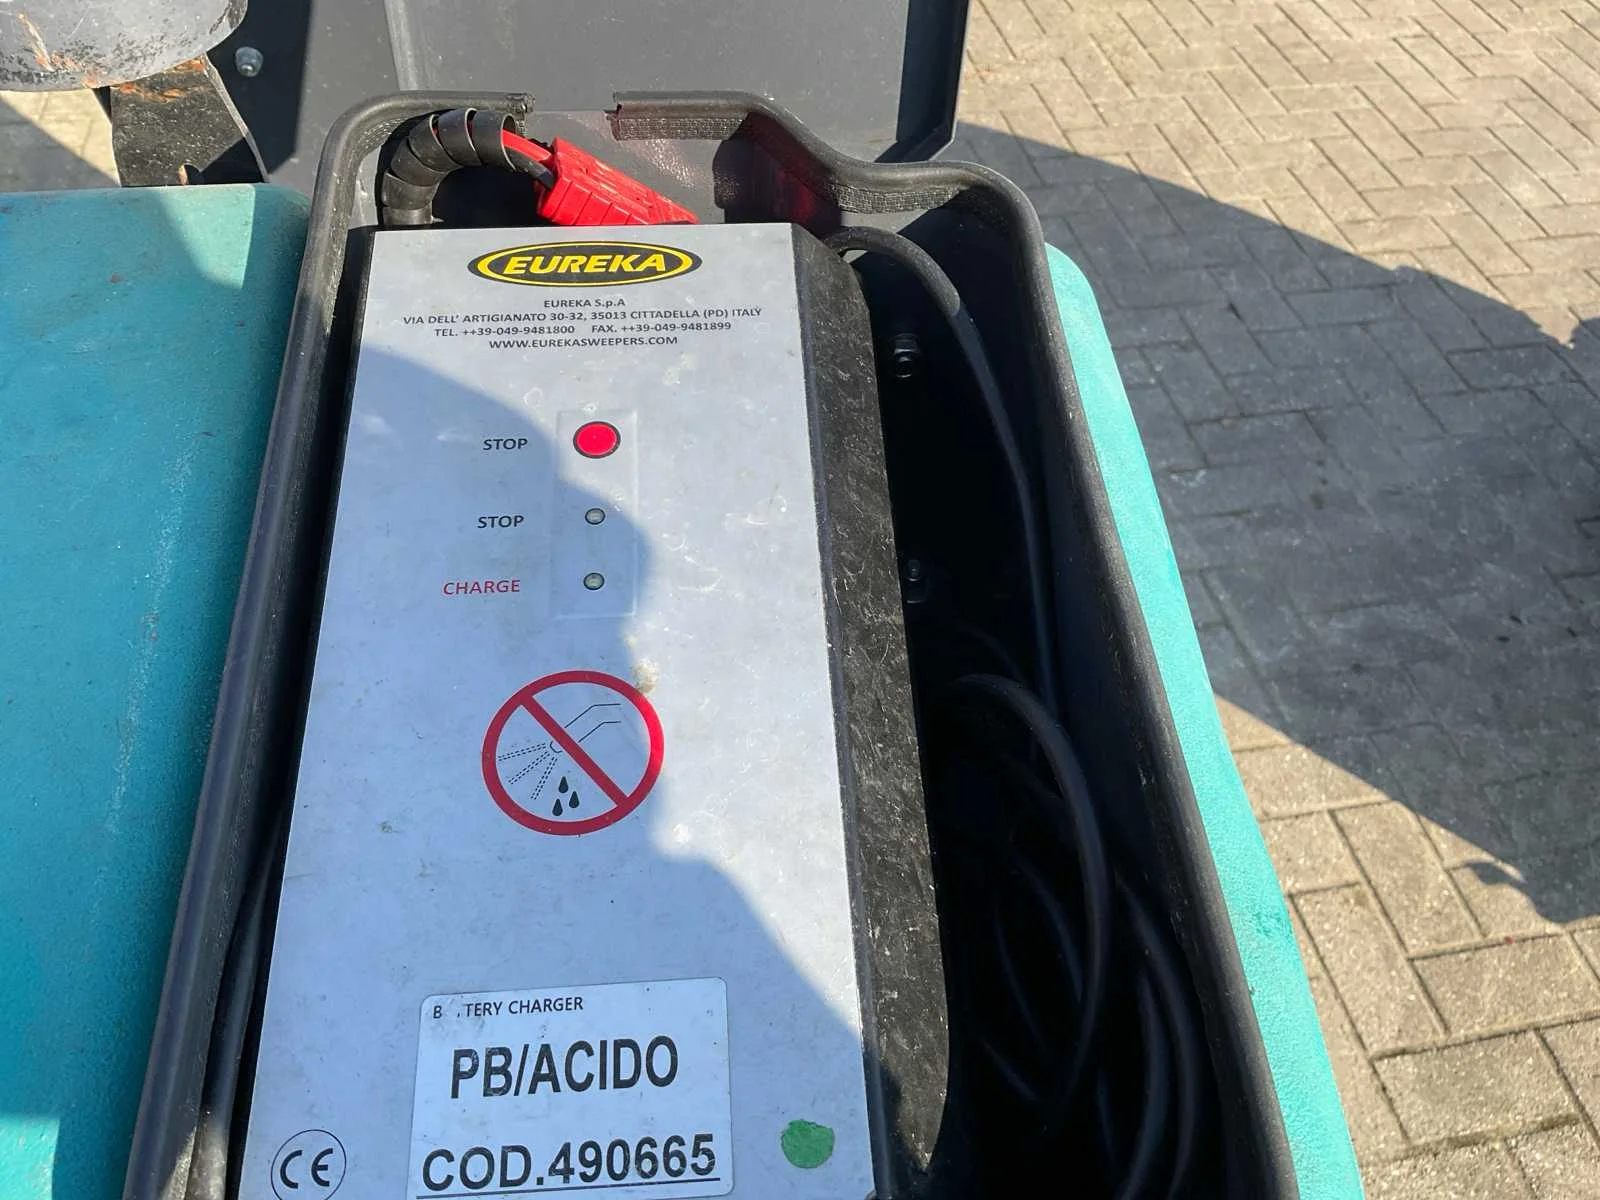 EUREKA
EUREKA S.p.A
VIA DELL' ARTIGIANATO 30-32, 35013 CITTADELLA (PD) ITALY
TEL. ++39-049-9481800 FAX. ++39-049-9481899
WWW.EUREKASWEEPERS.COM
STOP
STOP
CHARGE
B TERY CHARGER
PB/ACIDO
COD.490665
CE